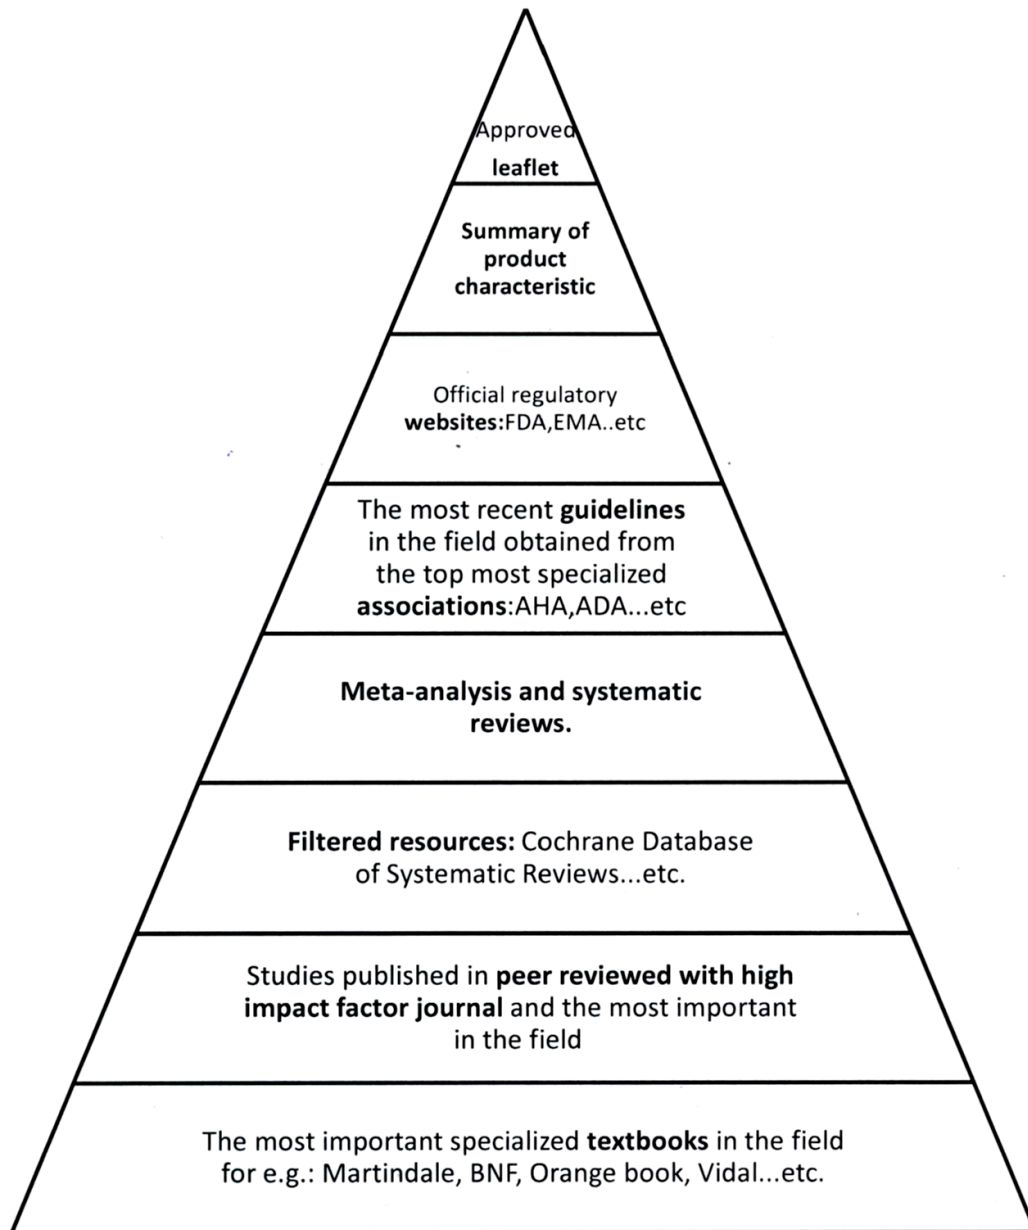 Approved
leaflet
Summary of
product
characteristic
Official regulatory
websites:FDA,EMA..etc
The most recent guidelines
in the field obtained from
the top most specialized
associations:AHA,ADA...etc
Meta-analysis and systematic
reviews.
Filtered resources: Cochrane Database
of Systematic Reviews...etc.
Studies published in peer reviewed with high
impact factor journal and the most important
in the field
The most important specialized textbooks in the field
for e.g.: Martindale, BNF, Orange book, Vidal...etc.